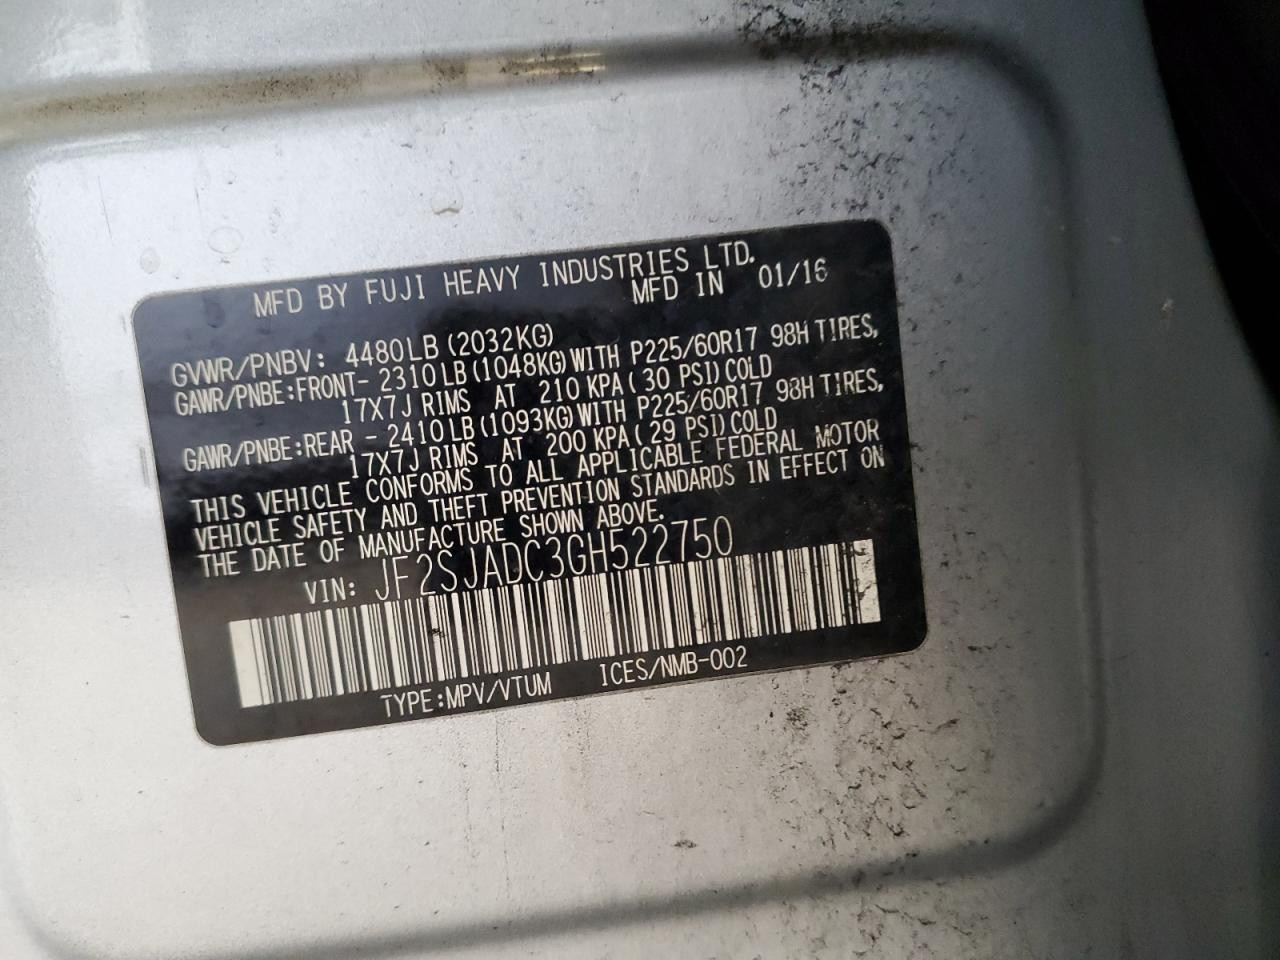 MFD BY FUJI HEAVY INDUSTRIES LTD.
MFD IN 01/16
GVWR/PNBV: 4480LB (2032KG)
GAWR/PNBE:FRONT- 2310LB(1048KG)WITH P225/60R17 98H TIRES,
17X7J RIMS AT 210 KPA( 30 PSI)COLD
GAWR/PNBE:REAR - 2410LB(1093KG)WITH P225/60R17 98H TIRES,
17X7J RIMS AT 200 KPA( 29 PSI)COLD
THIS VEHICLE CONFORMS TO ALL APPLICABLE FEDERAL MOTOR
VEHICLE SAFETY AND THEFT PREVENTION STANDARDS IN EFFECT ON
THE DATE OF MANUFACTURE SHOWN ABOVE.
VIN: JF2SJADC3GH522750
TYPE:MPV/VTUM ICES/NMB-002